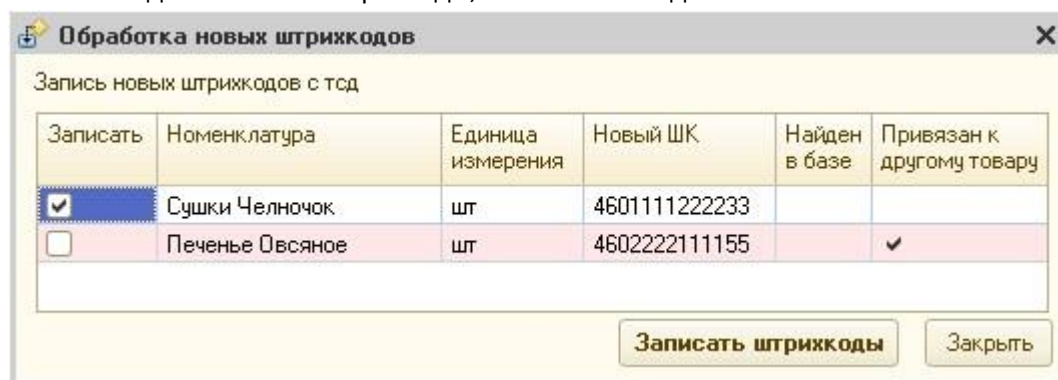 Обработка новых штрихкодов
Запись новых штрихкодов с тсд
Записать Номенклатура Единица измерения Новый ШК Найден в базе Привязан к другому товару
Сушки Челночок шт 4601111222233
Печенье Овсяное шт 4602222111155
Записать штрихкоды Закрыть